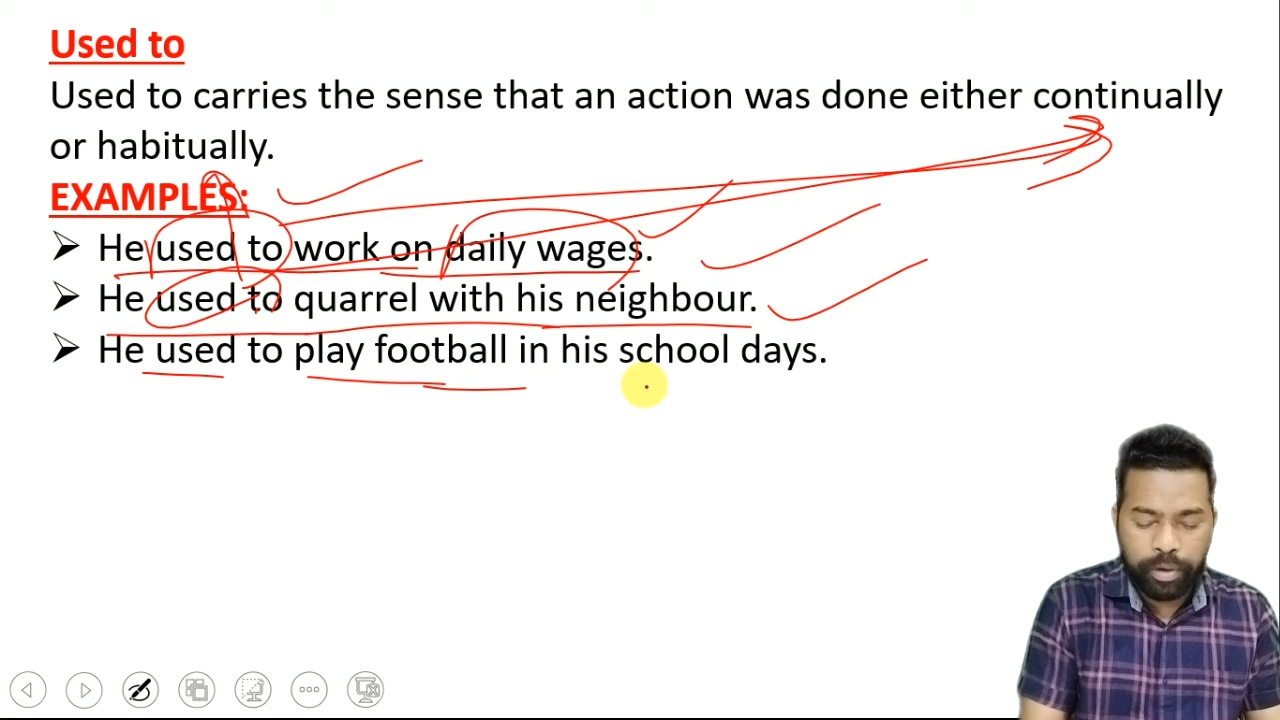 Used to
Used to carries the sense that an action was done either continually
or habitually.
EXAMPLES:
➢ He used to work on daily wages.
➢ He used to quarrel with his neighbour.
➢ He used to play football in his school days.